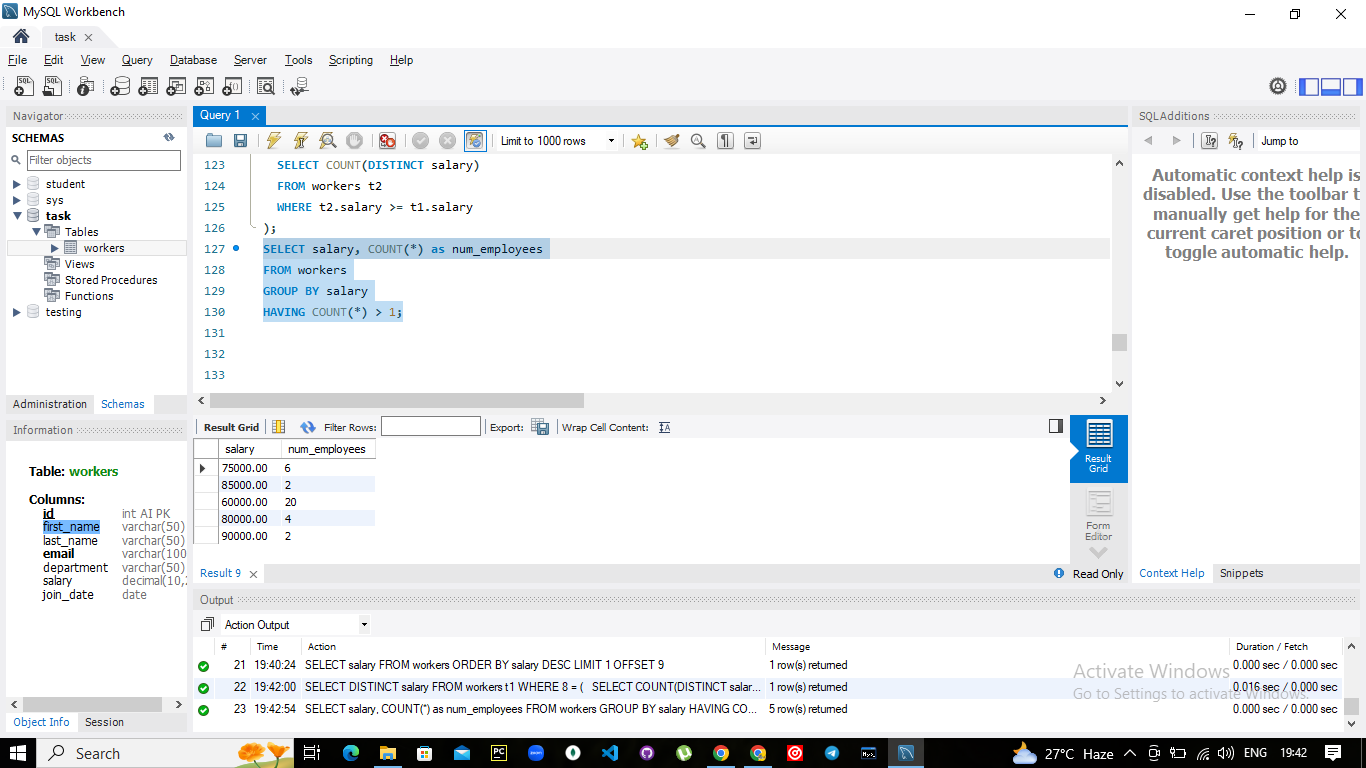 MySQL Workbench
task
File Edit View Query Database Server Tools Scripting Help
Navigator
SCHEMAS
Filter objects
student
sys
task
Tables
workers
Views
Stored Procedures
Functions
testing
Administration Schemas
Information
Table: workers
Columns:
id int AI PK
first_name varchar(50)
last_name varchar(50)
email varchar(100
department varchar(50)
salary decimal(10,
join_date date
Object Info Session
Query 1
Limit to 1000 rows
123 SELECT COUNT(DISTINCT salary)
124 FROM workers t2
125 WHERE t2.salary >= t1.salary
126 );
127 SELECT salary, COUNT(*) as num_employees
128 FROM workers
129 GROUP BY salary
130 HAVING COUNT(*) > 1;
131
132
133
Result Grid Filter Rows: Export: Wrap Cell Content:
salary num_employees
75000.00 6
85000.00 2
60000.00 20
80000.00 4
90000.00 2
Result Grid
Form Editor
Result 9
Read Only
SQLAdditions
Jump to
Automatic context help is
disabled. Use the toolbar t
manually get help for the
current caret position or to
toggle automatic help.
Context Help Snippets
Output
Action Output
# Time Action Message Duration / Fetch
21 19:40:24 SELECT salary FROM workers ORDER BY salary DESC LIMIT 1 OFFSET 9 1 row(s) returned 0.000 sec / 0.000 sec
22 19:42:00 SELECT DISTINCT salary FROM workers t1 WHERE 8 = ( SELECT COUNT(DISTINCT salar... 1 row(s) returned 0.016 sec / 0.000 sec
23 19:42:54 SELECT salary, COUNT(*) as num_employees FROM workers GROUP BY salary HAVING CO... 5 row(s) returned 0.000 sec / 0.000 sec
Activate Windows
Go to Settings to activate Windows.
Search
27°C Haze ENG 19:42